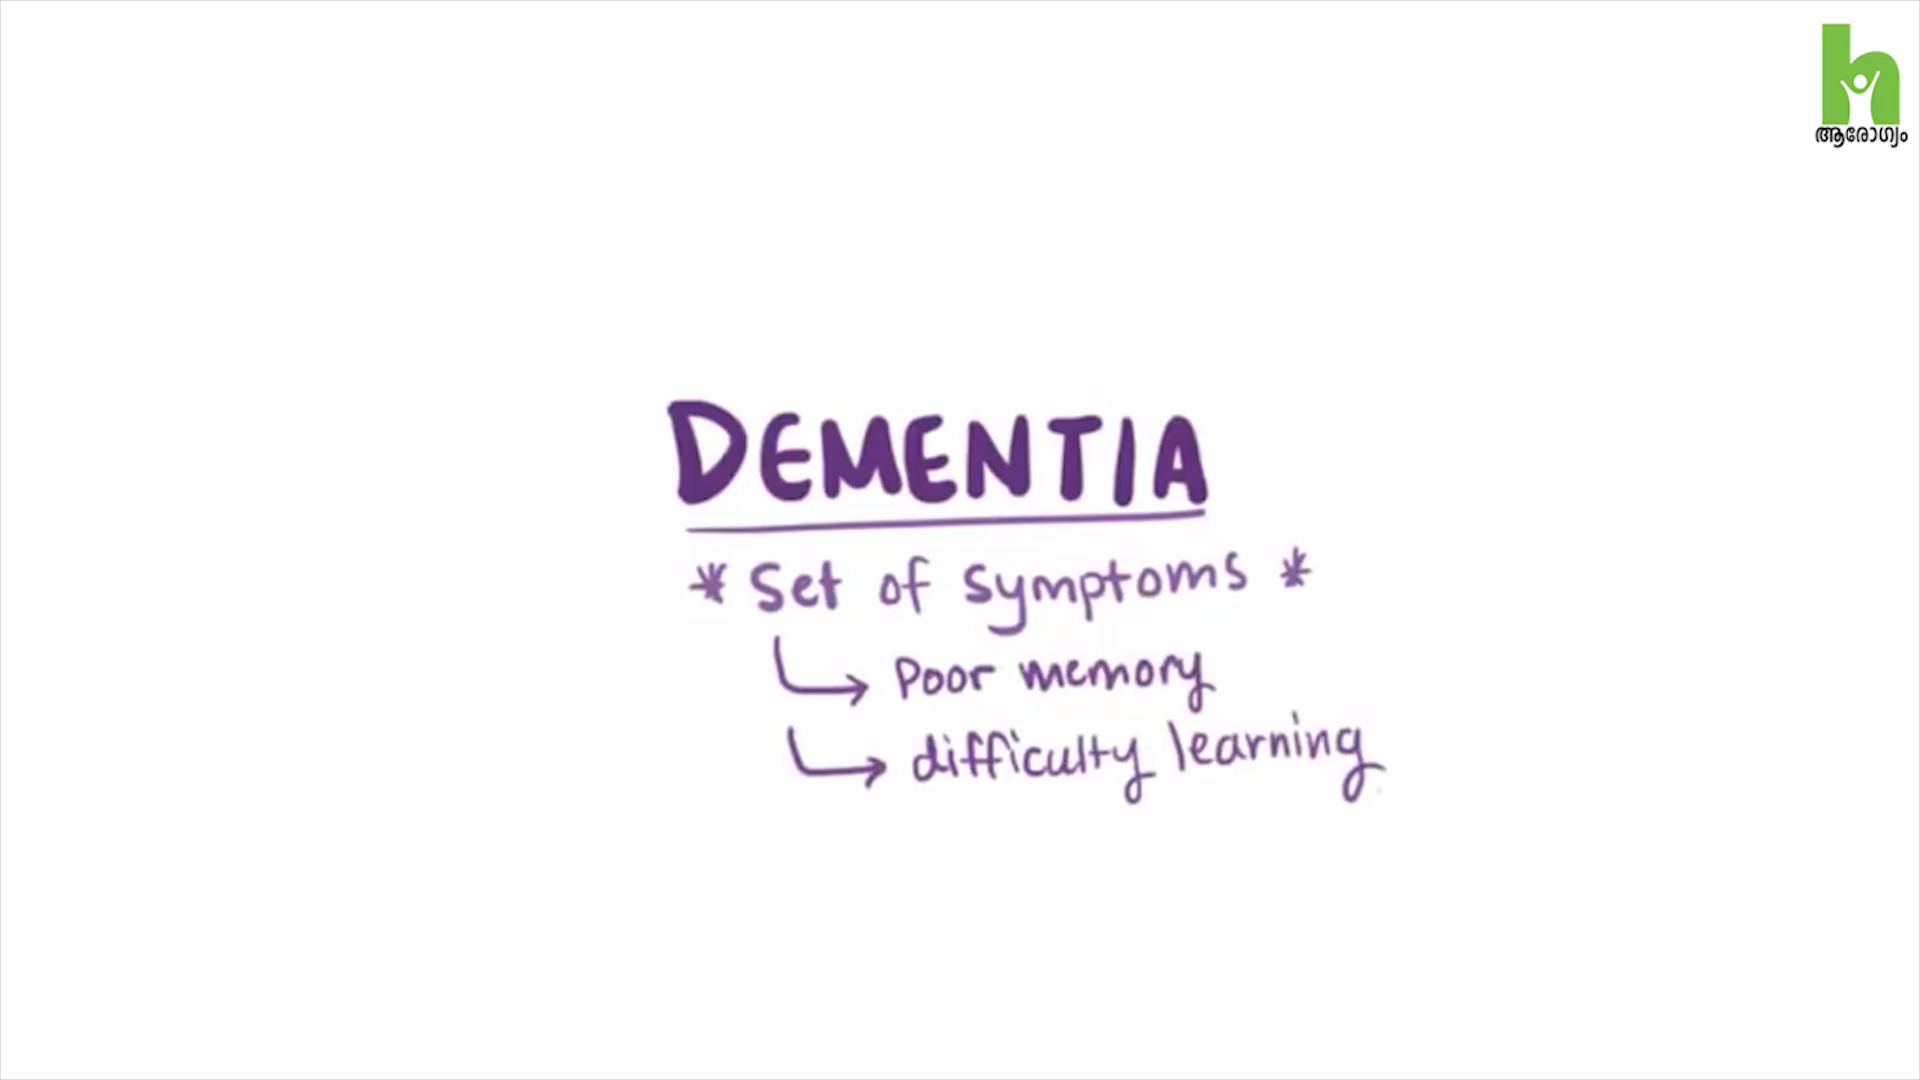 ആരോഗ്യം
DEMENTIA
* Set of symptoms *
Poor memory
difficulty learning